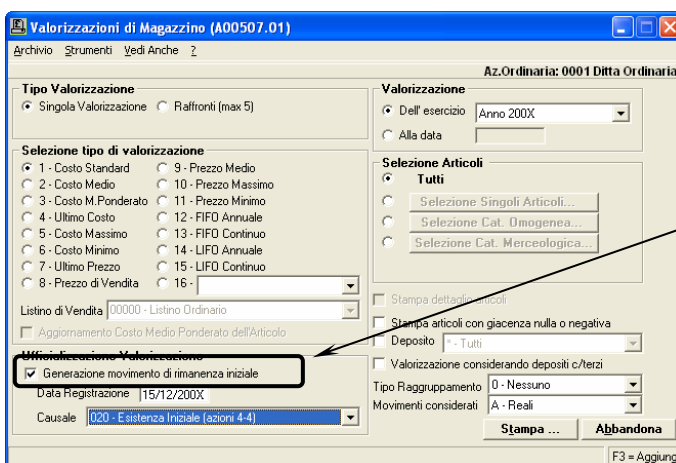 Valorizzazioni di Magazzino (A00507.01)
Archivio Strumenti Vedi Anche ?
Az.Ordinaria: 0001 Ditta Ordinaria
Tipo Valorizzazione
Singola Valorizzazione Raffronti (max 5)
Selezione tipo di valorizzazione
1 - Costo Standard 9 - Prezzo Medio
2 - Costo Medio 10 - Prezzo Massimo
3 - Costo M.Ponderato 11 - Prezzo Minimo
4 - Ultimo Costo 12 - FIFO Annuale
5 - Costo Massimo 13 - FIFO Continuo
6 - Costo Minimo 14 - LIFO Annuale
7 - Ultimo Prezzo 15 - LIFO Continuo
8 - Prezzo di Vendita 16 -
Listino di Vendita 00000 - Listino Ordinario
Aggiornamento Costo Medio Ponderato dell'Articolo
Ufficializzazione Valorizzazione
Generazione movimento di rimanenza iniziale
Data Registrazione 15/12/200X
Causale 020 - Esistenza Iniziale (azioni 4-4)
Valorizzazione
Dell' esercizio Anno 200X
Alla data
Selezione Articoli
Tutti
Selezione Singoli Articoli...
Selezione Cat. Omogenea...
Selezione Cat. Merceologica...
Stampa dettaglio articoli
Stampa articoli con giacenza nulla o negativa
Deposito * - Tutti
Valorizzazione considerando depositi c/terzi
Tipo Raggruppamento 0 - Nessuno
Movimenti considerati A - Reali
Stampa ... Abbandona
F3 = Aggiung